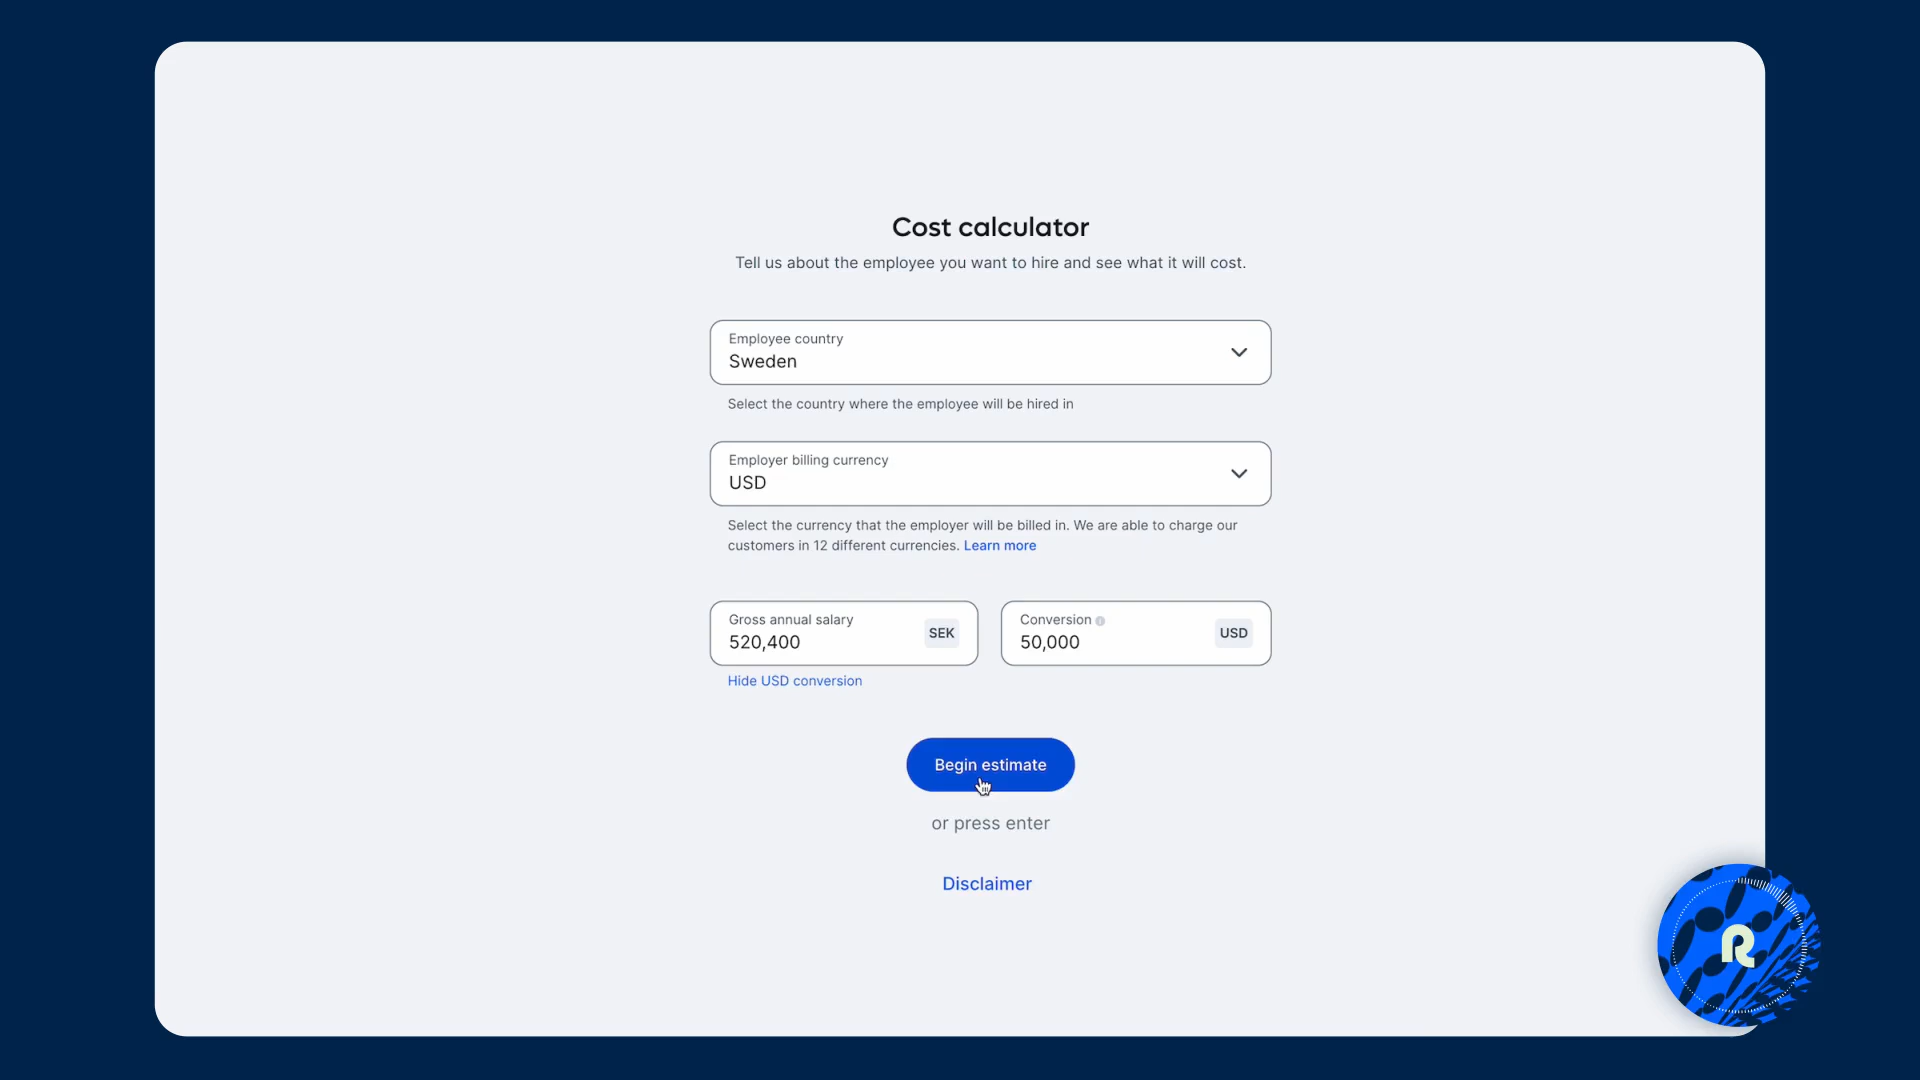 Cost calculator
Tell us about the employee you want to hire and see what it will cost.
Employee country
Sweden
Select the country where the employee will be hired in
Employer billing currency
USD
Select the currency that the employer will be billed in. We are able to charge our
customers in 12 different currencies. Learn more
Gross annual salary
520,400
SEK
Conversion
50,000
USD
Hide USD conversion
Begin estimate
or press enter
Disclaimer
R